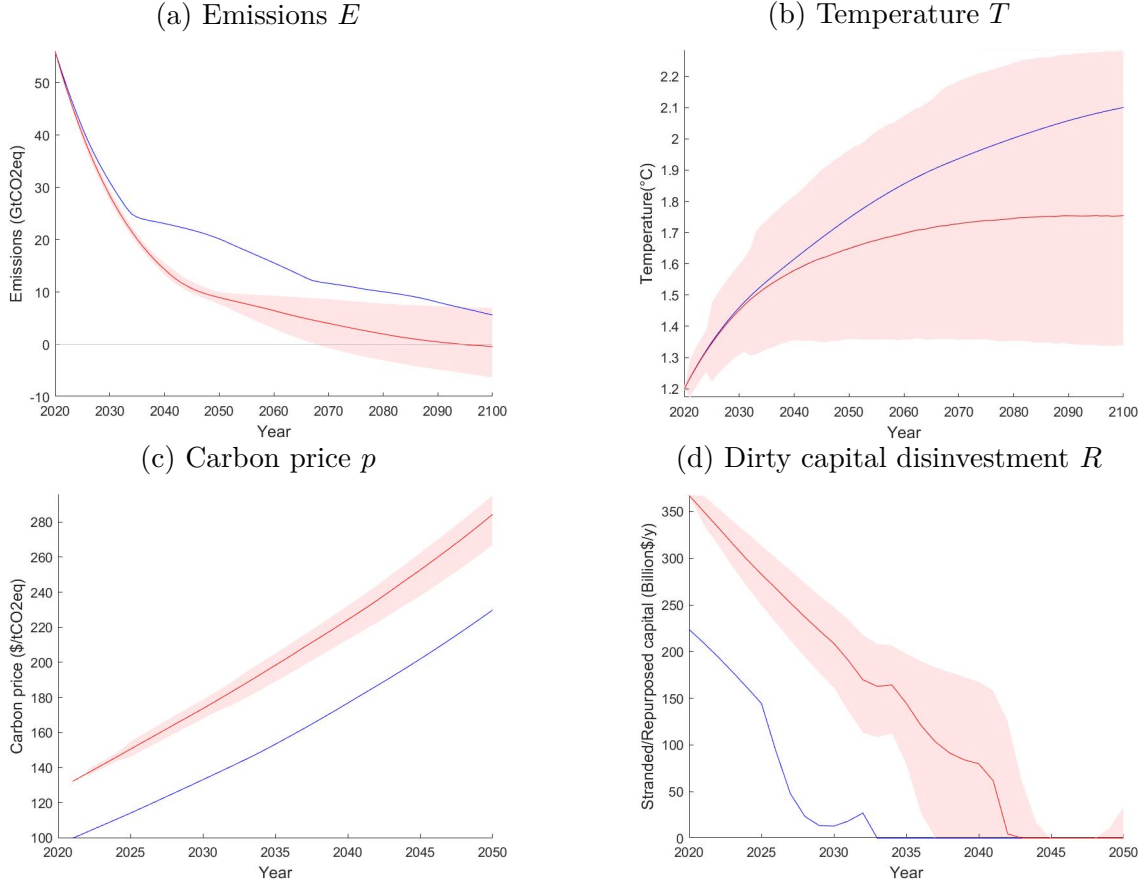 (a) Emissions E
Emissions (GtCO2eq)
50
40
30
20
10
0
-10
2020 2030 2040 2050 2060 2070 2080 2090 2100
Year
(b) Temperature T
Temperature(°C)
2.2
2.1
2
1.9
1.8
1.7
1.6
1.5
1.4
1.3
1.2
2020 2030 2040 2050 2060 2070 2080 2090 2100
Year
(c) Carbon price p
Carbon price ($/tCO2eq)
280
260
240
220
200
180
160
140
120
100
2020 2025 2030 2035 2040 2045 2050
Year
(d) Dirty capital disinvestment R
Stranded/Repurposed capital (Billion$/y)
350
300
250
200
150
100
50
0
2020 2025 2030 2035 2040 2045 2050
Year